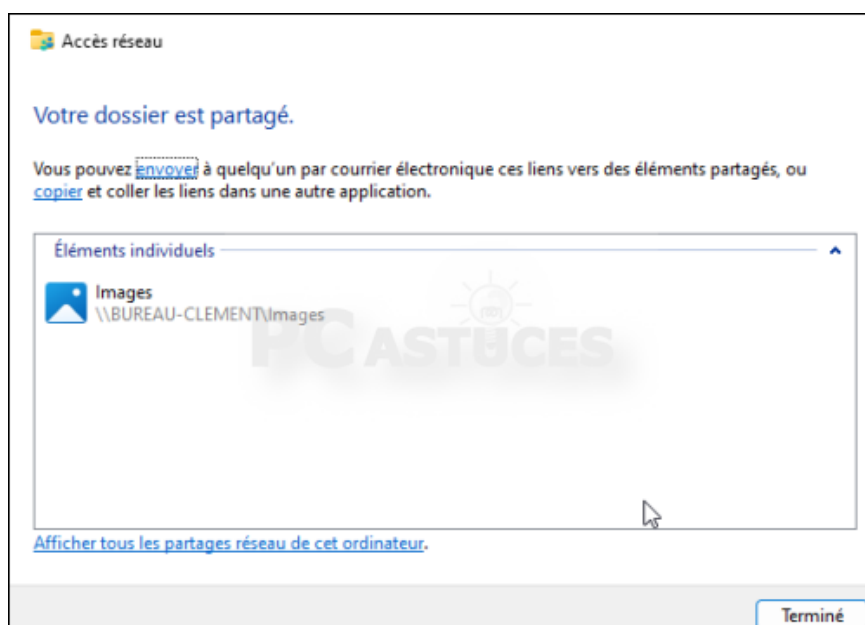 Accès réseau
Votre dossier est partagé.
Vous pouvez envoyer à quelqu'un par courrier électronique ces liens vers des éléments partagés, ou
copier et coller les liens dans une autre application.
Éléments individuels
Images
\\BUREAU-CLEMENT\Images
PC ASTUCES
Afficher tous les partages réseau de cet ordinateur.
Terminé